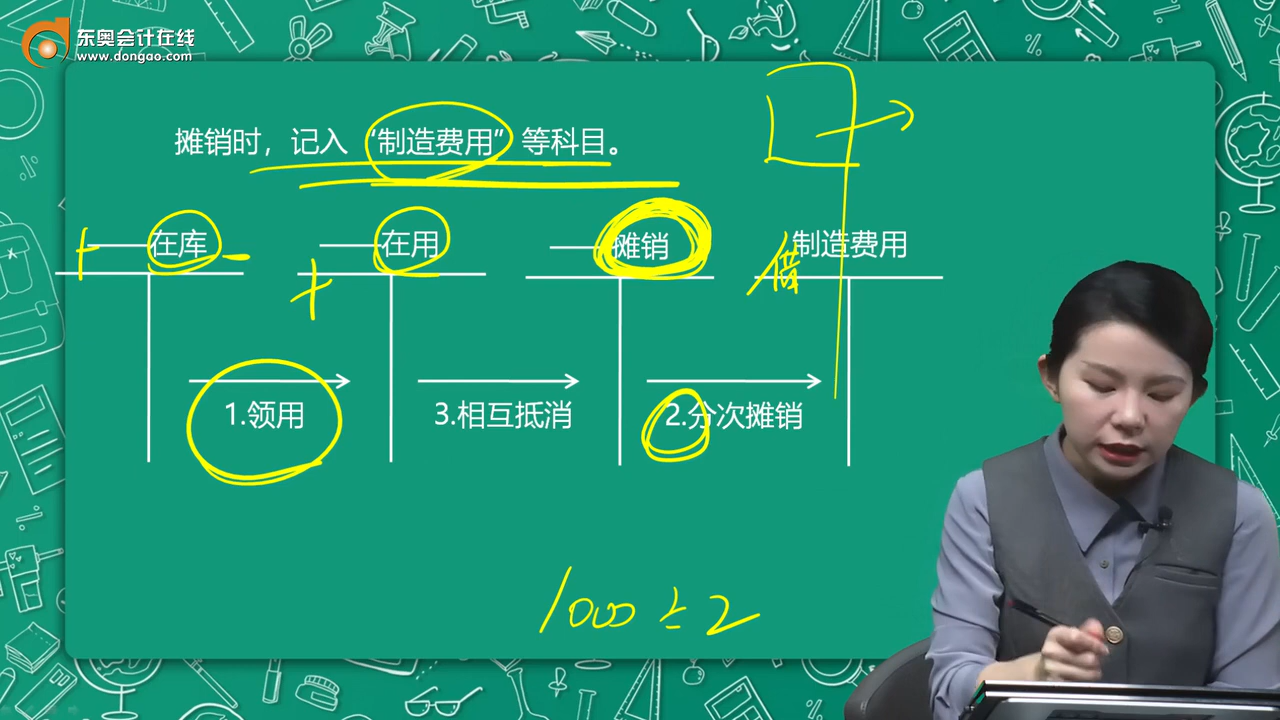 东奥会计在线
www.dongao.com
摊销时，记入“制造费用”等科目。
+ ——在库 - ——在用 ——摊销 借 制造费用
+
1.领用 3.相互抵消 2.分次摊销
1000÷2